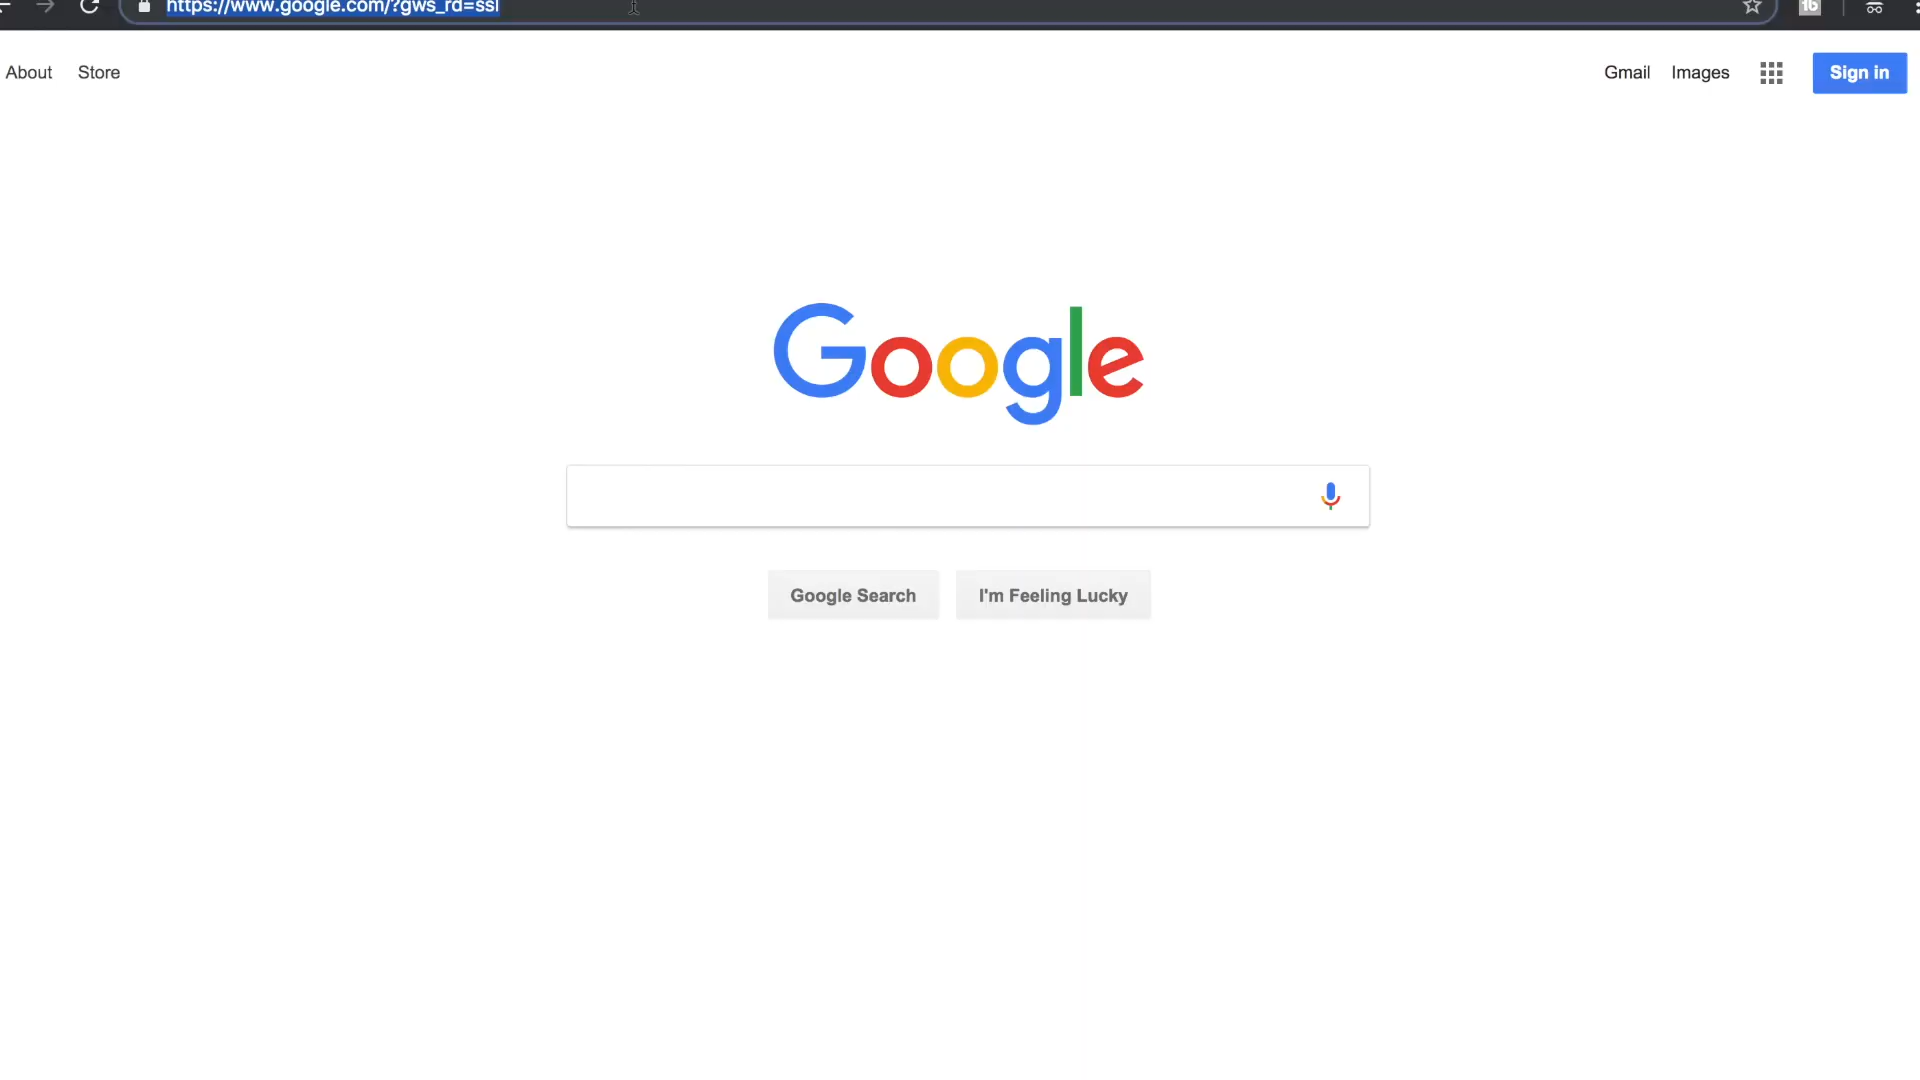 https://www.google.com/?gws_rd=ssl
About Store Gmail Images Sign in
Google
Google Search I'm Feeling Lucky